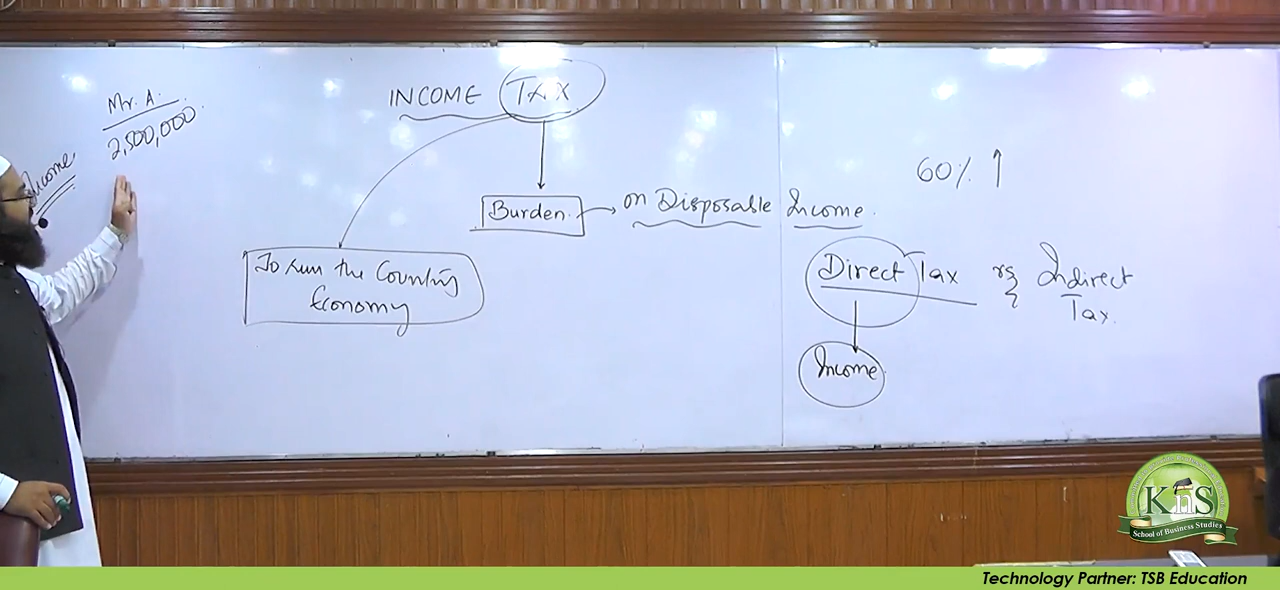 Mr. A.
2,500,000.
Income
INCOME TAX
Burden. on Disposable Income.
To run the Country
Economy
60% ↑
Direct Tax Indirect
Tax.
Income
KnS
School of Business Studies
Technology Partner: TSB Education